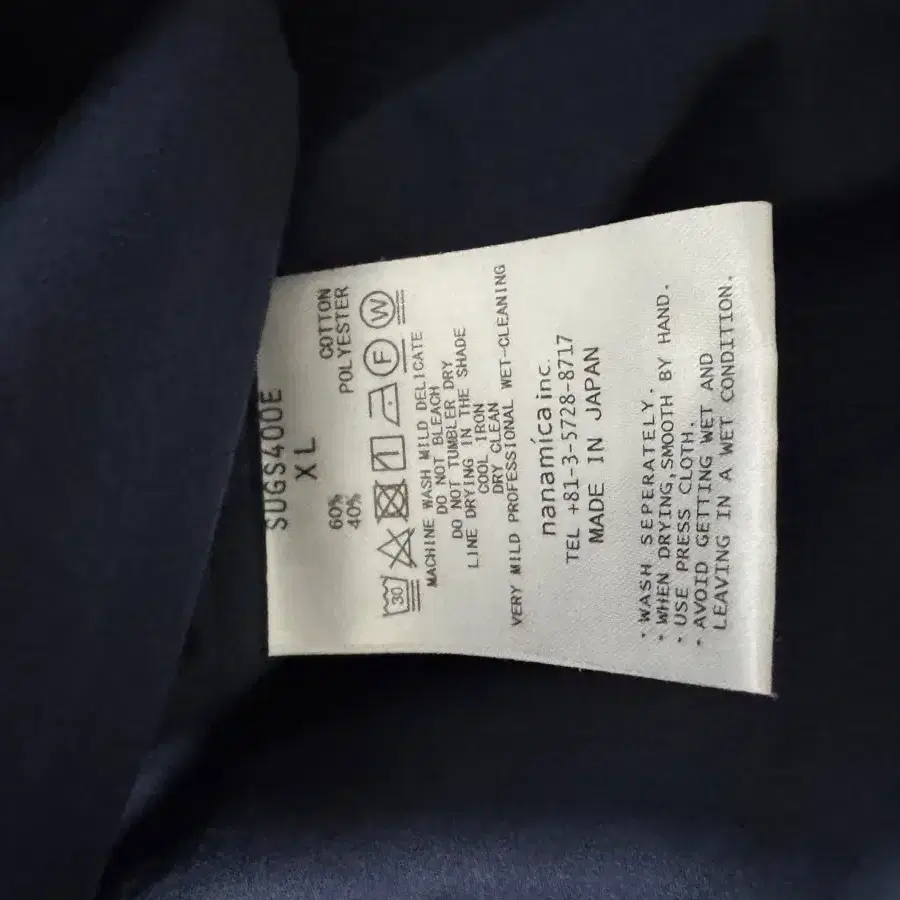 SUGS400E
XL
60% COTTON
40% POLYESTER
30 F W
MACHINE WASH MILD DELICATE
DO NOT BLEACH
DO NOT TUMBLER DRY
LINE DRYING IN THE SHADE
COOL IRON
DRY CLEAN
VERY MILD PROFESSIONAL WET-CLEANING
nanamica inc.
TEL +81-3-5728-8717
MADE IN JAPAN
・WASH SEPERATELY.
・WHEN DRYING,SMOOTH BY HAND.
・USE PRESS CLOTH.
・AVOID GETTING WET AND
LEAVING IN A WET CONDITION.